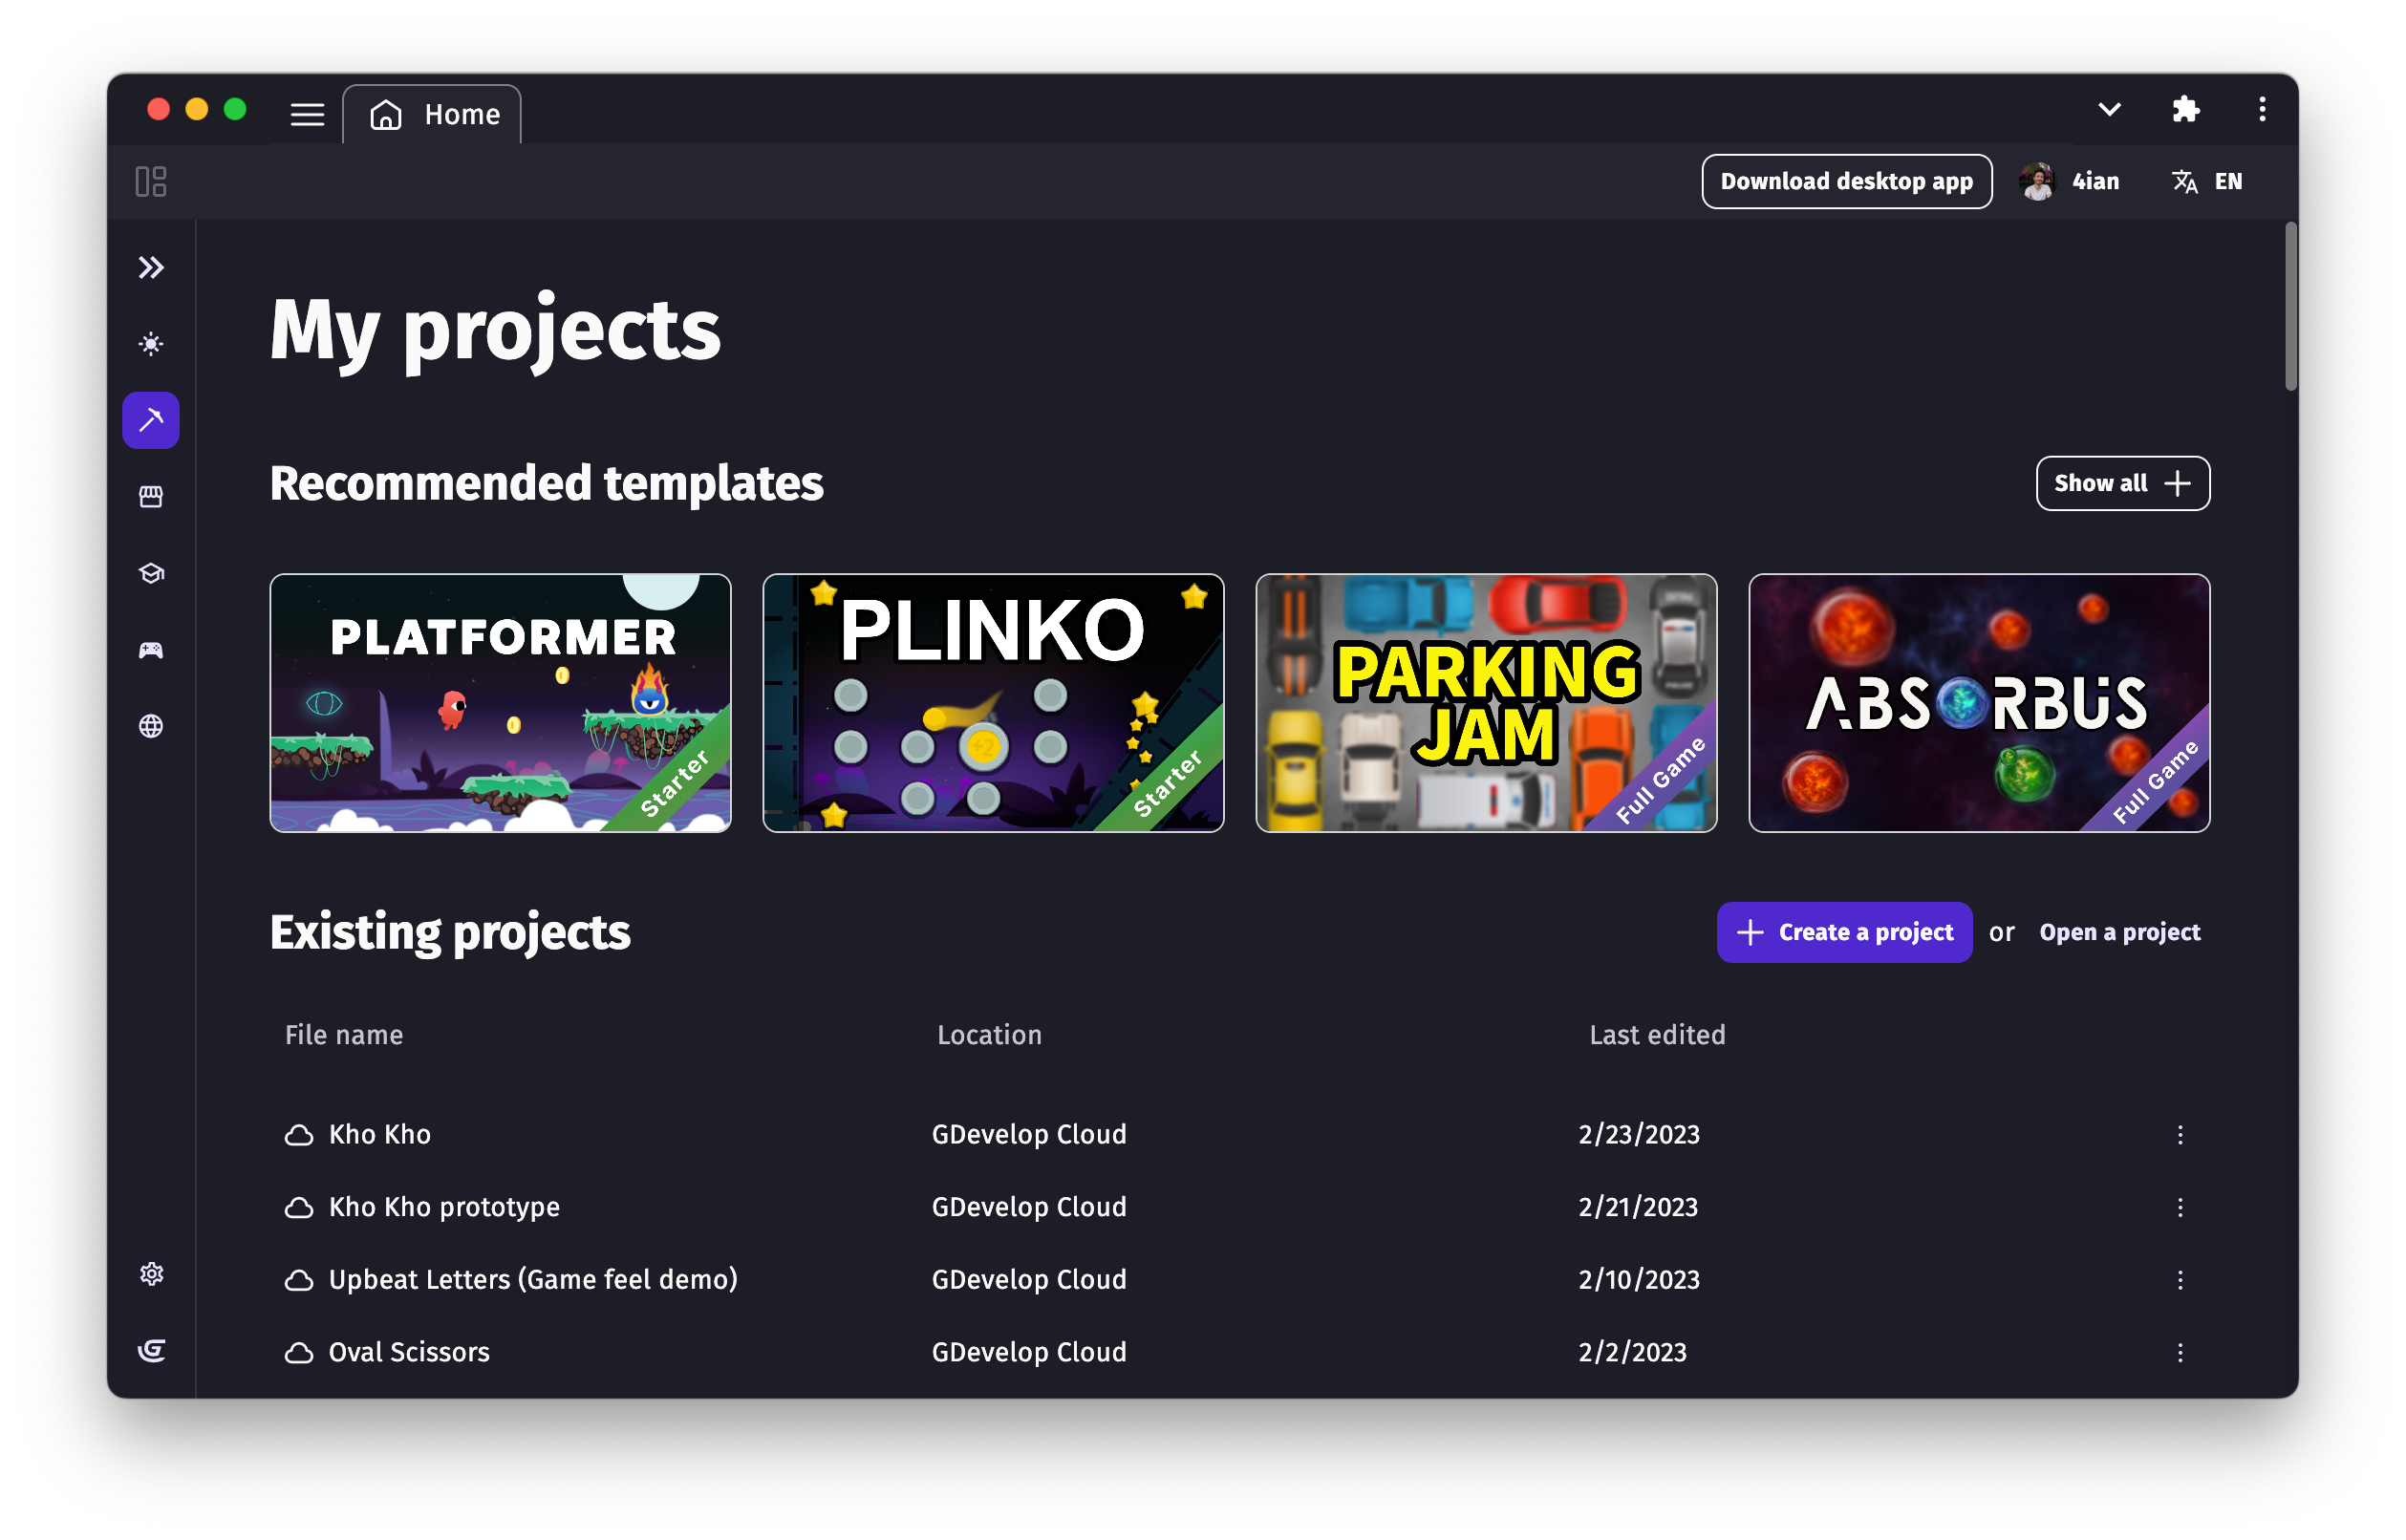 Home
Download desktop app
4ian
EN
My projects
Recommended templates
Show all
PLATFORMER
Starter
PLINKO
+2
Starter
PARKING
JAM
Full Game
ABSORBUS
Full Game
Existing projects
Create a project
or
Open a project
File name Location Last edited
Kho Kho GDevelop Cloud 2/23/2023
Kho Kho prototype GDevelop Cloud 2/21/2023
Upbeat Letters (Game feel demo) GDevelop Cloud 2/10/2023
Oval Scissors GDevelop Cloud 2/2/2023